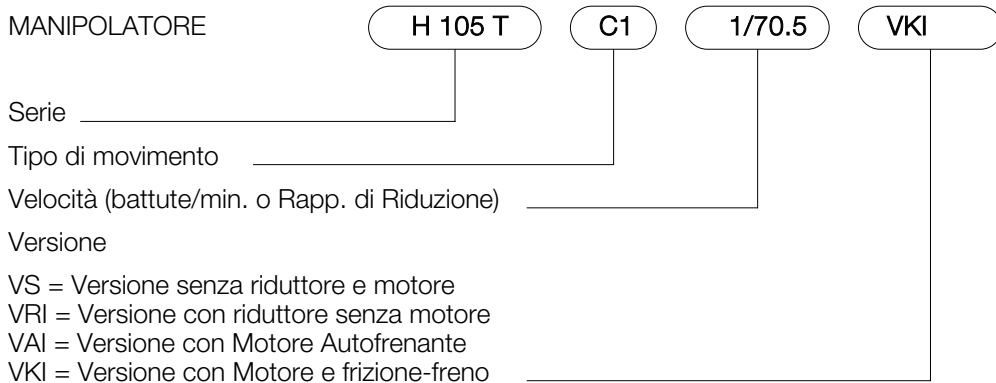 MANIPOLATORE H 105 T C1 1/70.5 VKI
Serie
Tipo di movimento
Velocità (battute/min. o Rapp. di Riduzione)
Versione
VS = Versione senza riduttore e motore
VRI = Versione con riduttore senza motore
VAI = Versione con Motore Autofrenante
VKI = Versione con Motore e frizione-freno